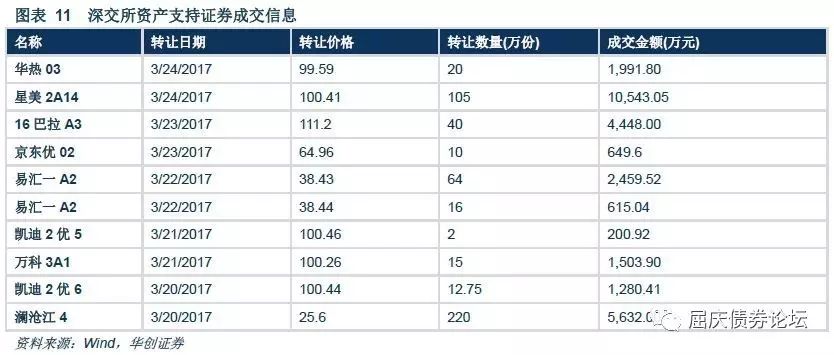 图表 11 深交所资产支持证券成交信息
名称 转让日期 转让价格 转让数量(万份) 成交金额(万元)
华热 03 3/24/2017 99.59 20 1,991.80
星美 2A14 3/24/2017 100.41 105 10,543.05
16 巴拉 A3 3/23/2017 111.2 40 4,448.00
京东优 02 3/23/2017 64.96 10 649.6
易汇一 A2 3/22/2017 38.43 64 2,459.52
易汇一 A2 3/22/2017 38.44 16 615.04
凯迪 2 优 5 3/21/2017 100.46 2 200.92
万科 3A1 3/21/2017 100.26 15 1,503.90
凯迪 2 优 6 3/20/2017 100.44 12.75 1,280.41
澜沧江 4 3/20/2017 25.6 220 5,632.0
屈庆债券论坛
资料来源：Wind，华创证券